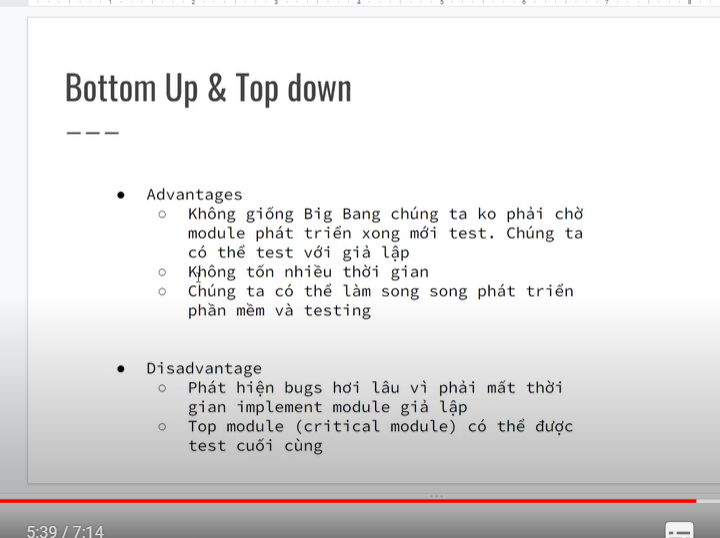 Bottom Up & Top down
Advantages
Không giống Big Bang chúng ta ko phải chờ
module phát triển xong mới test. Chúng ta
có thể test với giả lập
Không tốn nhiều thời gian
Chúng ta có thể làm song song phát triển
phần mềm và testing
Disadvantage
Phát hiện bugs hơi lâu vì phải mất thời
gian implement module giả lập
Top module (critical module) có thể được
test cuối cùng
5:39 / 7:14